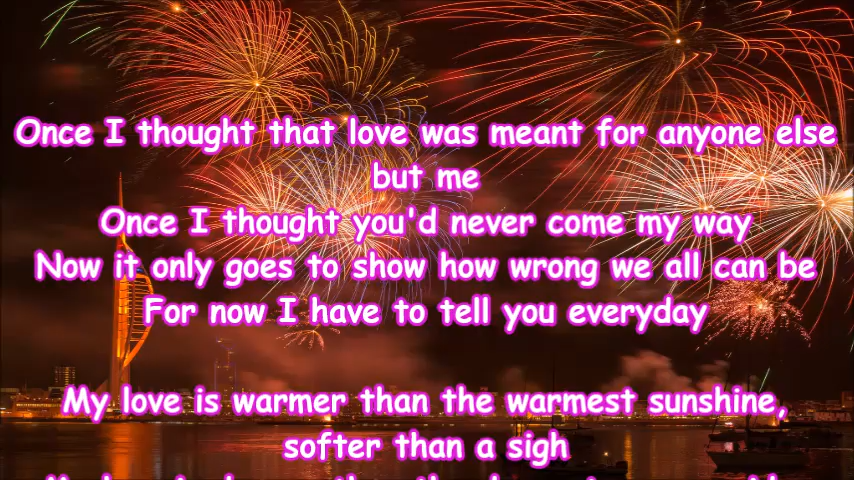 Once I thought that love was meant for anyone else
but me
Once I thought you'd never come my way
Now it only goes to show how wrong we all can be
For now I have to tell you everyday
My love is warmer than the warmest sunshine,
softer than a sigh